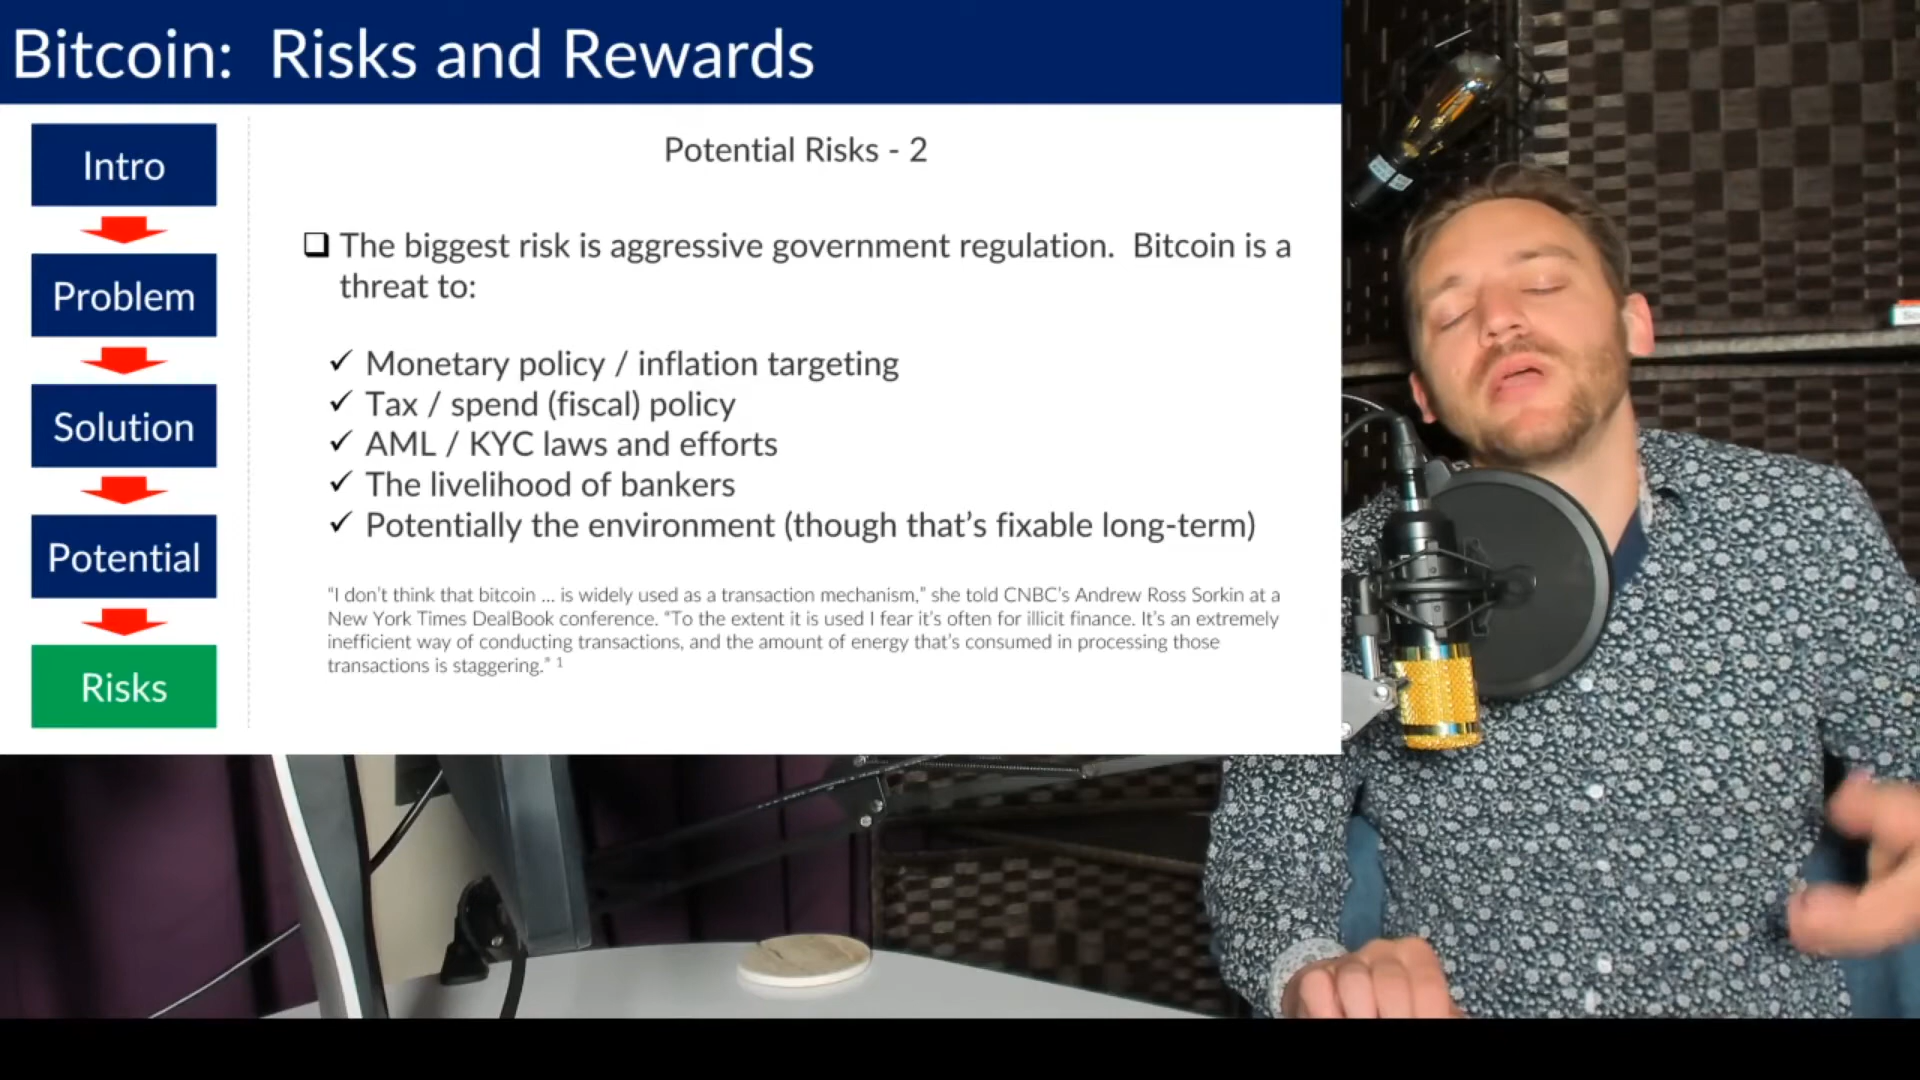 Bitcoin: Risks and Rewards
Intro
Problem
Solution
Potential
Risks
Potential Risks - 2
❑ The biggest risk is aggressive government regulation. Bitcoin is a
threat to:
✓ Monetary policy / inflation targeting
✓ Tax / spend (fiscal) policy
✓ AML / KYC laws and efforts
✓ The livelihood of bankers
✓ Potentially the environment (though that's fixable long-term)
“I don't think that bitcoin ... is widely used as a transaction mechanism,” she told CNBC's Andrew Ross Sorkin at a
New York Times DealBook conference. “To the extent it is used I fear it's often for illicit finance. It's an extremely
inefficient way of conducting transactions, and the amount of energy that's consumed in processing those
transactions is staggering.” ¹